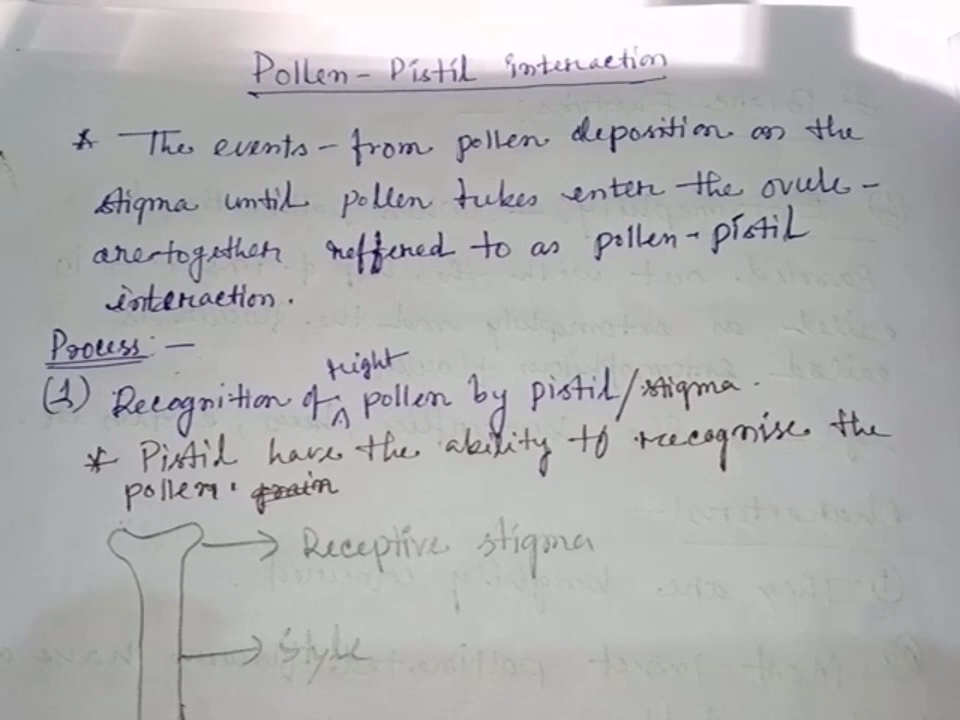 Pollen - Pistil interaction
* The events - from pollen deposition on the
stigma until pollen tubes enter the ovule -
are together reffered to as pollen - pistil
interaction.
Process : -
(1) Recognition of right pollen by pistil/stigma.
* Pistil have the ability to recognise the
pollen. grain
→ Receptive stigma
→ Style